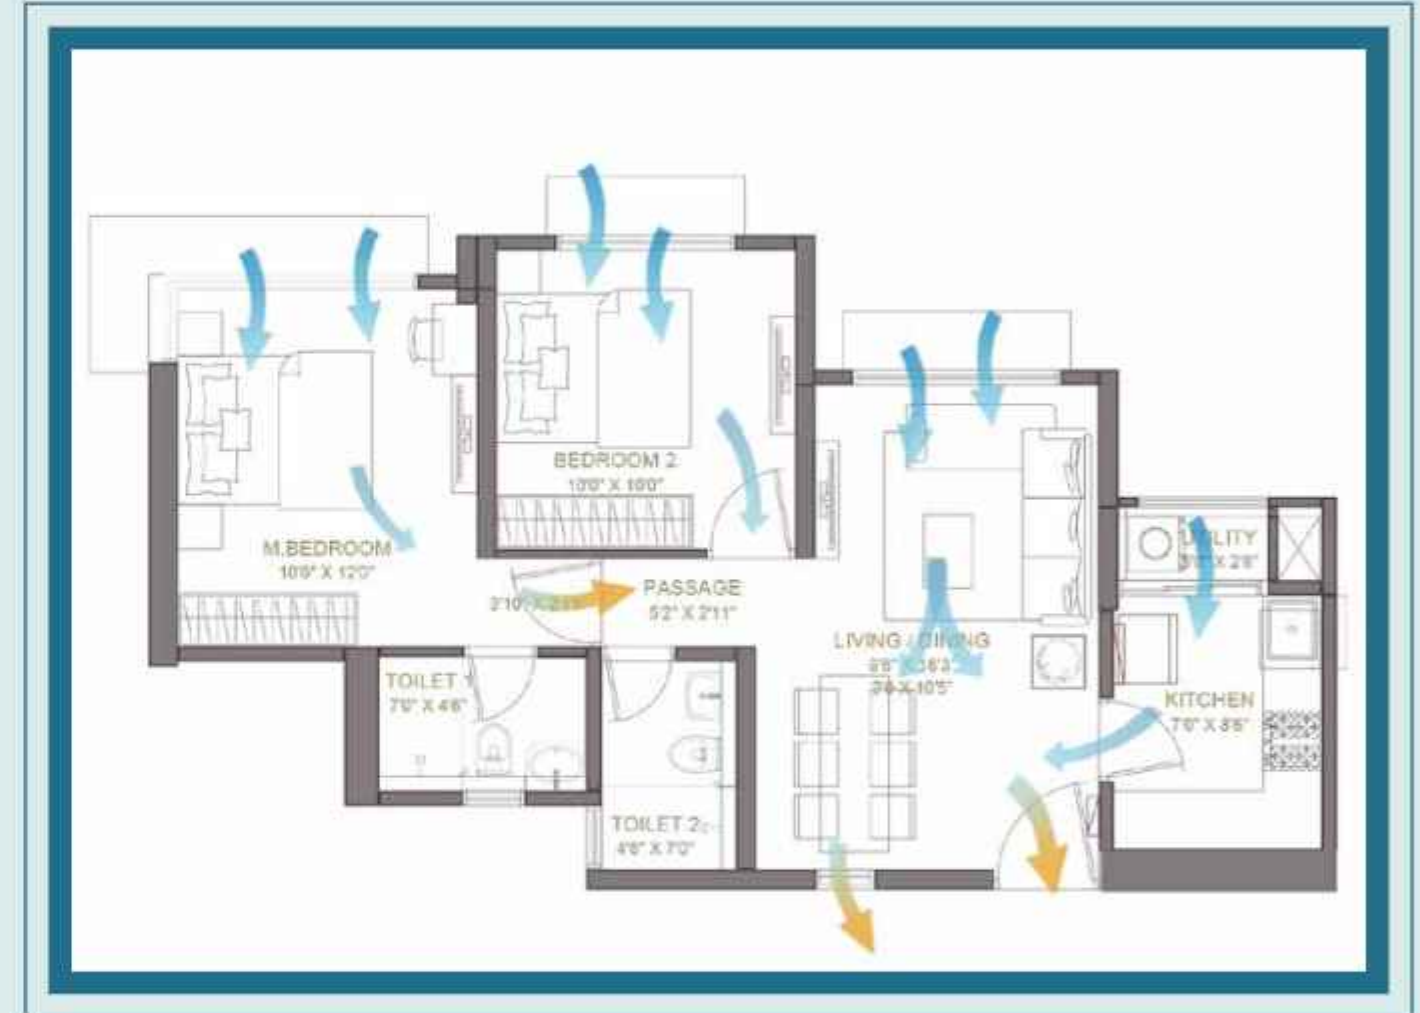 BEDROOM 2
10'0" X 10'0"
M.BEDROOM
10'0" X 12'0"
PASSAGE
5'2" X 2'11"
UTILITY
LIVING / DINING
TOILET 1
7'0" X 4'6"
KITCHEN
7'0" X 8'6"
TOILET 2
4'6" X 7'0"